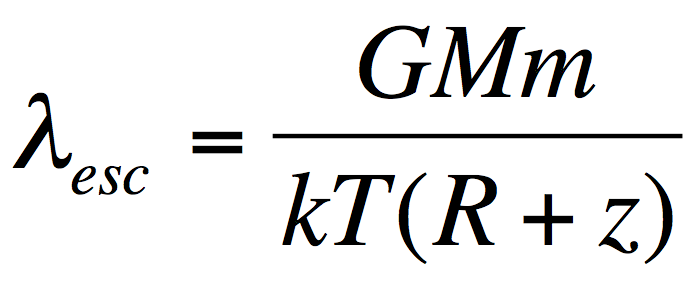 λ_esc = GMm / kT(R + z)